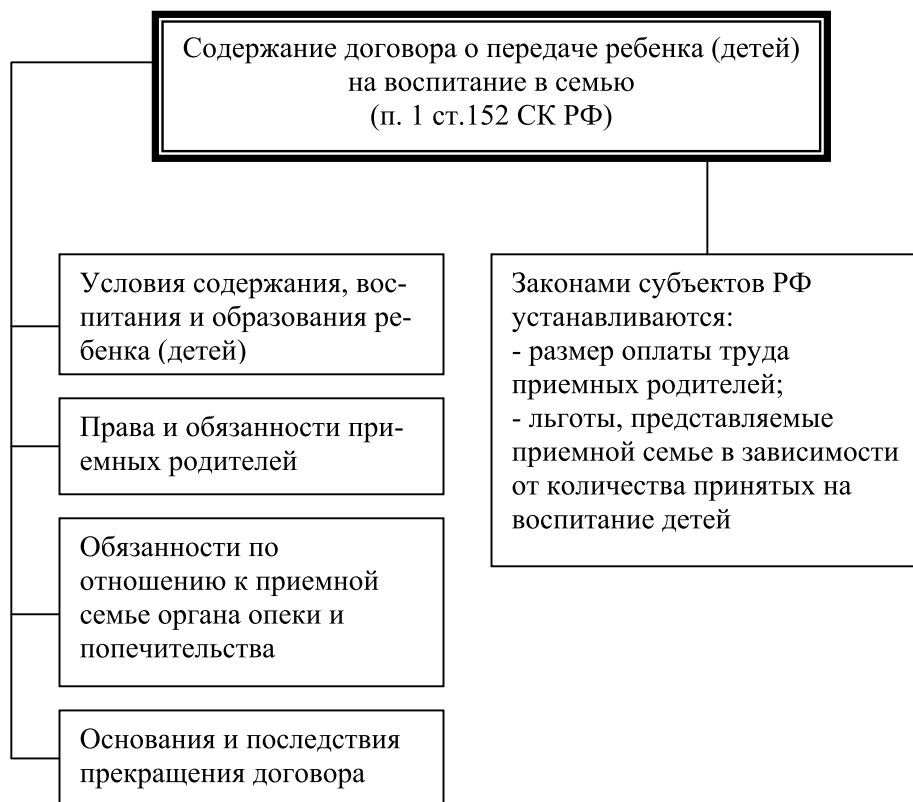 Содержание договора о передаче ребенка (детей)
на воспитание в семью
(п. 1 ст.152 СК РФ)
Условия содержания, вос-
питания и образования ре-
бенка (детей)
Права и обязанности при-
емных родителей
Обязанности по
отношению к приемной
семье органа опеки и
попечительства
Основания и последствия
прекращения договора
Законами субъектов РФ
устанавливаются:
- размер оплаты труда
приемных родителей;
- льготы, представляемые
приемной семье в зависимости
от количества принятых на
воспитание детей